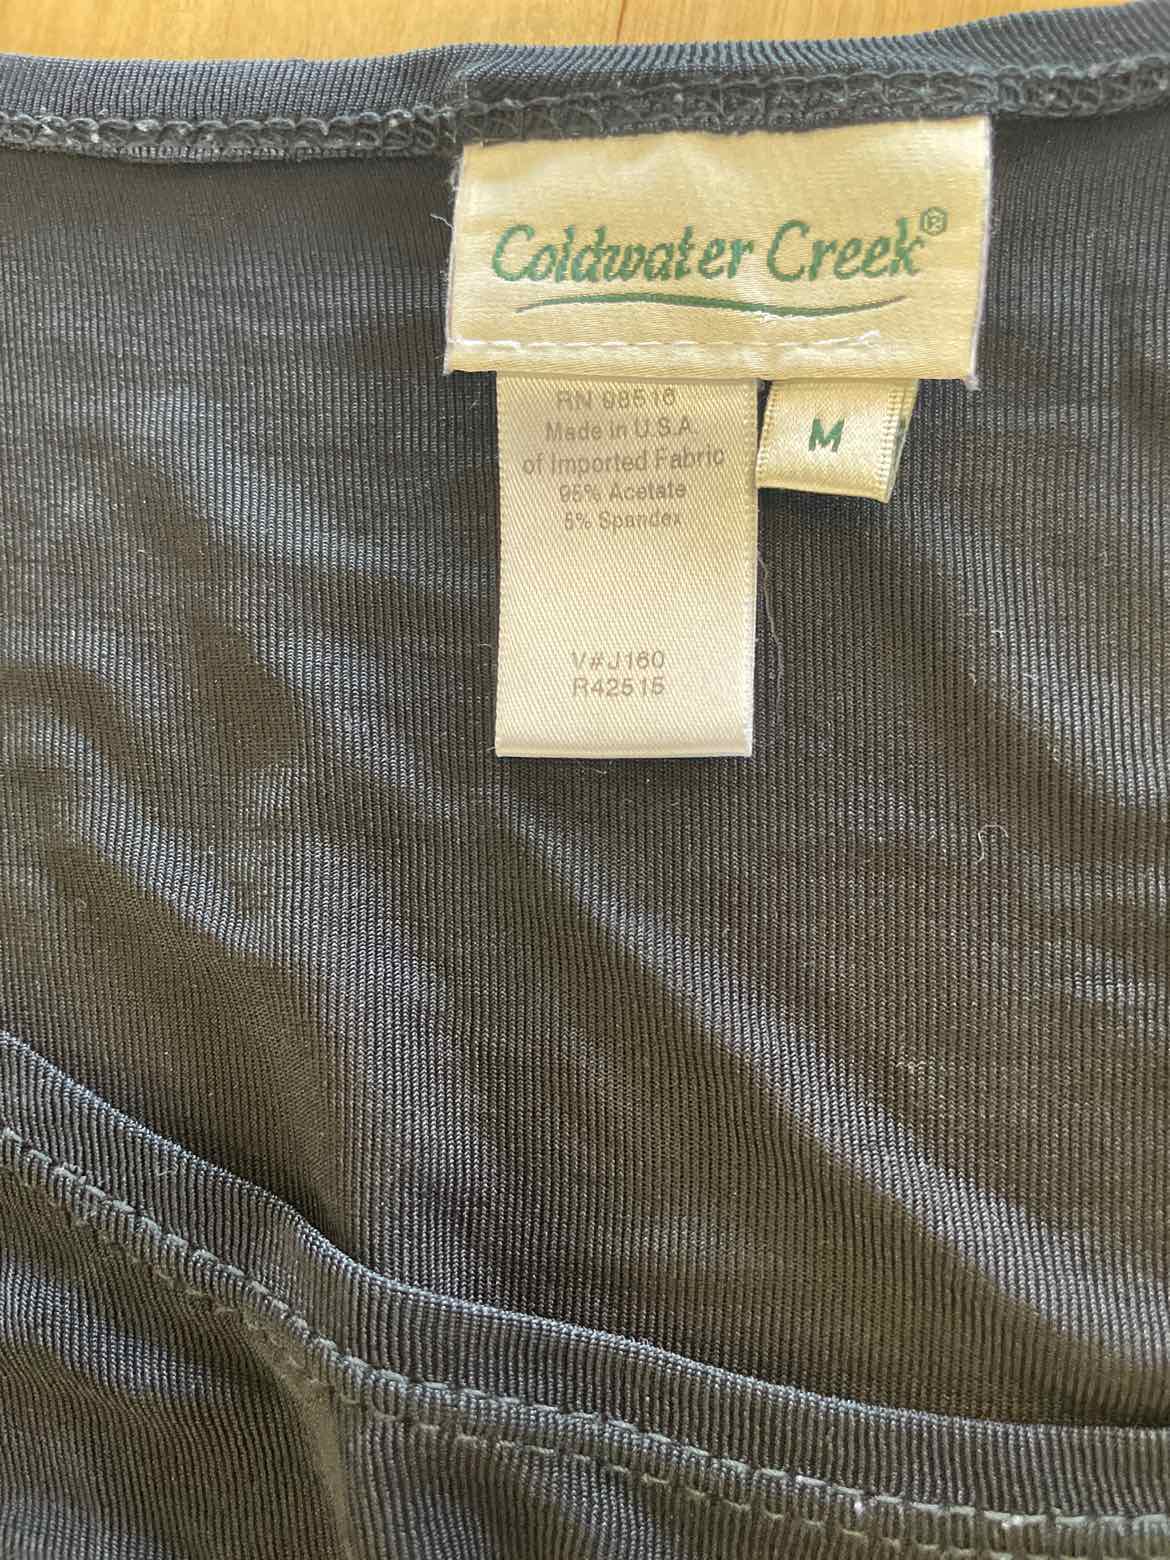 Coldwater Creek®
RN 98516
Made in U.S.A.
of Imported Fabric
95% Acetate
5% Spandex
V#J160
R42515
M